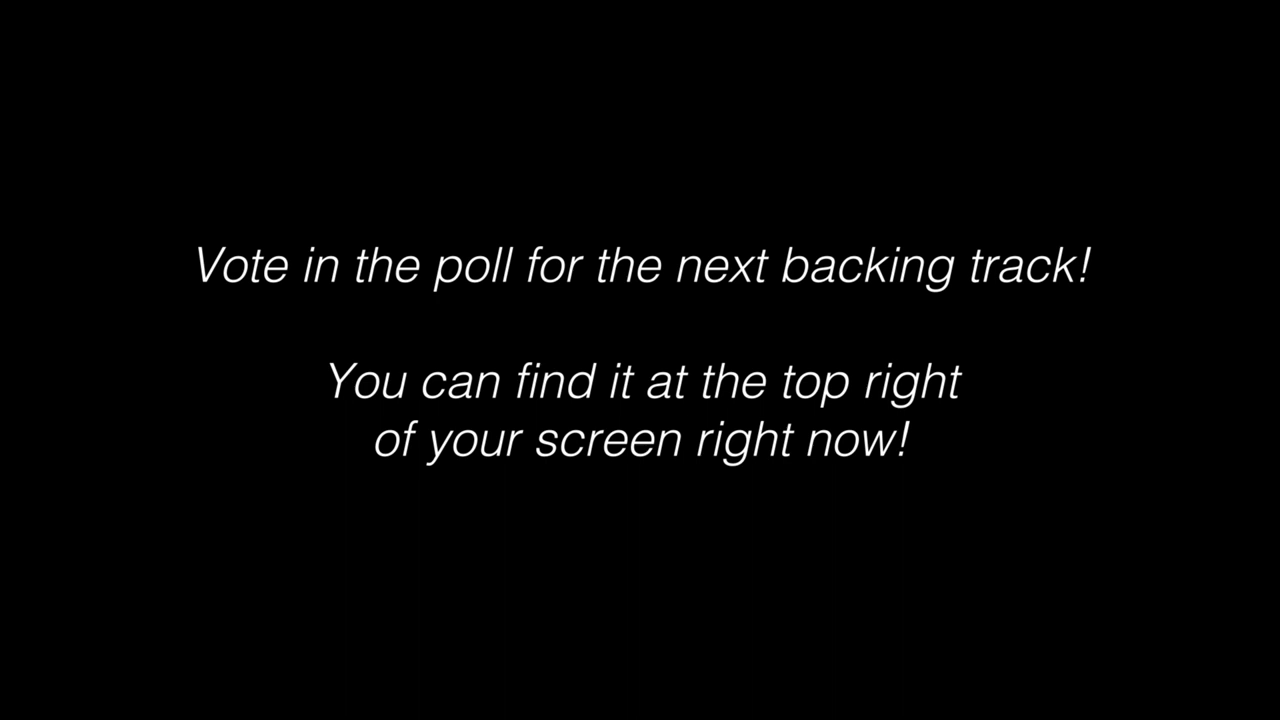 Vote in the poll for the next backing track!
You can find it at the top right
of your screen right now!